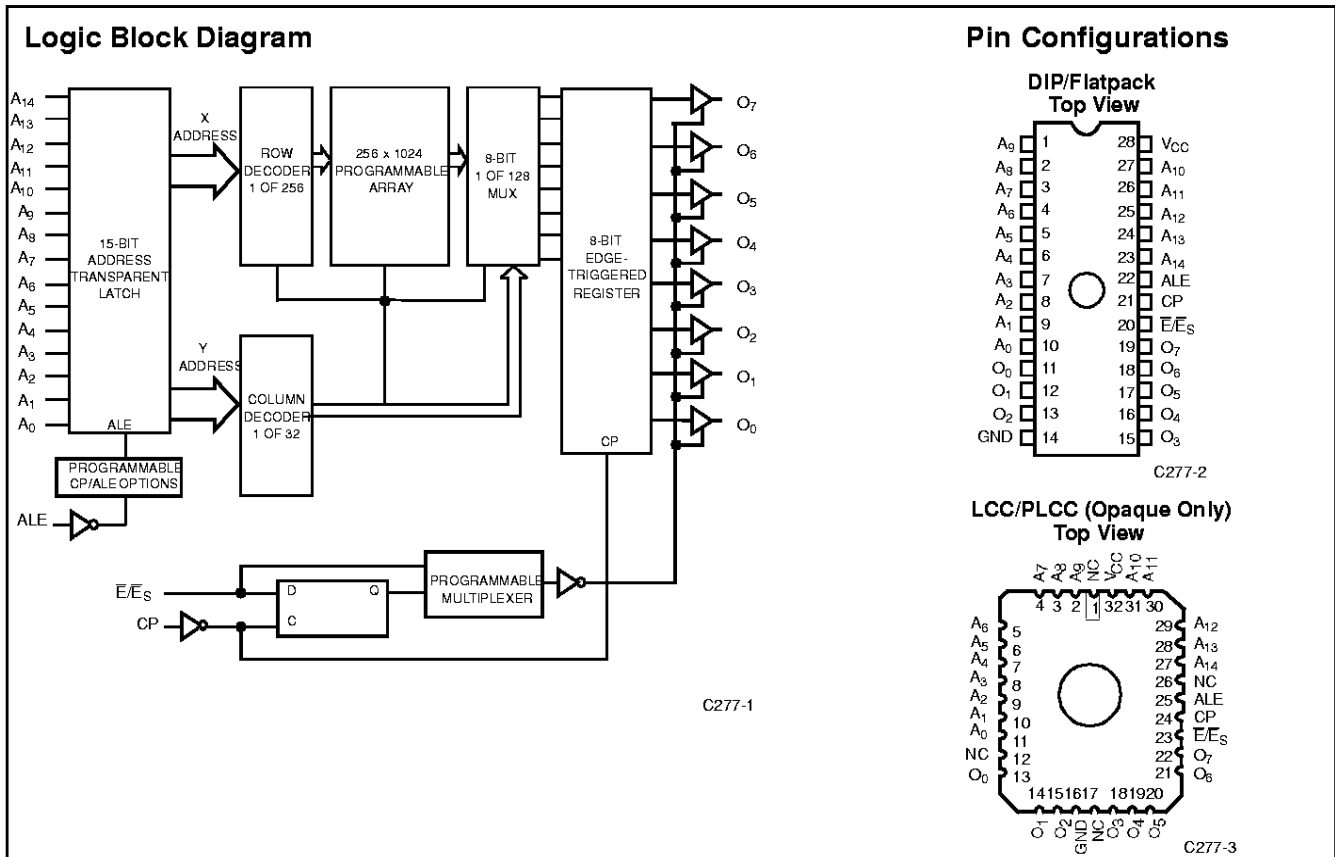 Logic Block Diagram
A14
A13
A12
A11
A10
A9
A8
A7
A6
A5
A4
A3
A2
A1
A0
15-BIT
ADDRESS
TRANSPARENT
LATCH
ALE
PROGRAMMABLE
CP/ALE OPTIONS
ALE
X
ADDRESS
Y
ADDRESS
ROW
DECODER
1 OF 256
256 x 1024
PROGRAMMABLE
ARRAY
8-BIT
1 OF 128
MUX
COLUMN
DECODER
1 OF 32
8-BIT
EDGE-
TRIGGERED
REGISTER
CP
O7
O6
O5
O4
O3
O2
O1
O0
E̅/E̅S
CP
D
Q
C
PROGRAMMABLE
MULTIPLEXER
C277-1
Pin Configurations
DIP/Flatpack
Top View
A9 1 28 VCC
A8 2 27 A10
A7 3 26 A11
A6 4 25 A12
A5 5 24 A13
A4 6 23 A14
A3 7 22 ALE
A2 8 21 CP
A1 9 20 E̅/E̅S
A0 10 19 O7
O0 11 18 O6
O1 12 17 O5
O2 13 16 O4
GND 14 15 O3
C277-2
LCC/PLCC (Opaque Only)
Top View
A7 A8 A9 NC VCC A10 A11
4 3 2 1 32 31 30
A6 5 29 A12
A5 6 28 A13
A4 7 27 A14
A3 8 26 NC
A2 9 25 ALE
A1 10 24 CP
A0 11 23 E̅/E̅S
NC 12 22 O7
O0 13 21 O6
14 15 16 17 18 19 20
O1 O2 GND NC O3 O4 O5
C277-3